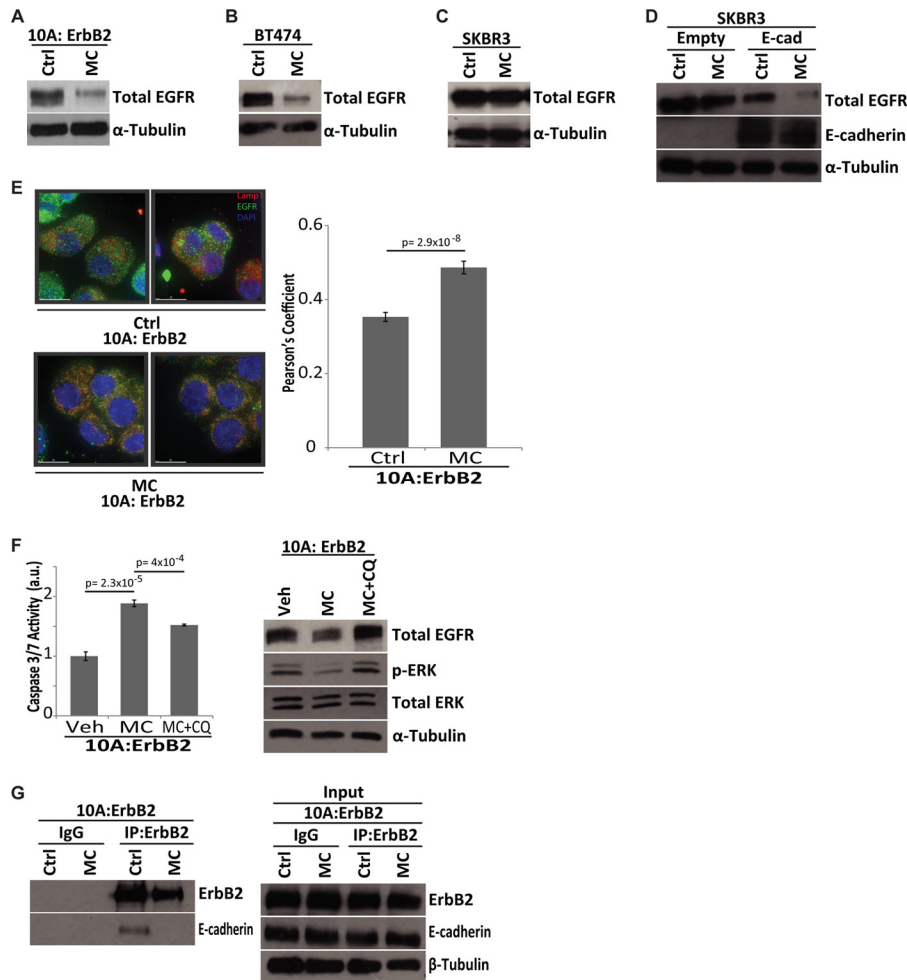 A
10A: ErbB2
Ctrl
MC
Total EGFR
α-Tubulin
B
BT474
Ctrl
MC
Total EGFR
α-Tubulin
C
SKBR3
Ctrl
MC
Total EGFR
α-Tubulin
D
SKBR3
Empty E-cad
Ctrl
MC
Ctrl
MC
Total EGFR
E-cadherin
α-Tubulin
E
Lamp
EGFR
DAPI
Ctrl
10A: ErbB2
MC
10A: ErbB2
Pearson's Coefficient
0.6
0.4
0.2
0
p= 2.9x10-8
Ctrl MC
10A:ErbB2
F
Caspase 3/7 Activity (a.u.)
2
1
0
p= 2.3x10-5
p= 4x10-4
Veh MC MC+CQ
10A:ErbB2
10A: ErbB2
Veh
MC
MC+CQ
Total EGFR
p-ERK
Total ERK
α-Tubulin
G
10A:ErbB2
IgG IP:ErbB2
Ctrl
MC
Ctrl
MC
ErbB2
E-cadherin
Input
10A:ErbB2
IgG IP:ErbB2
Ctrl
MC
Ctrl
MC
ErbB2
E-cadherin
β-Tubulin